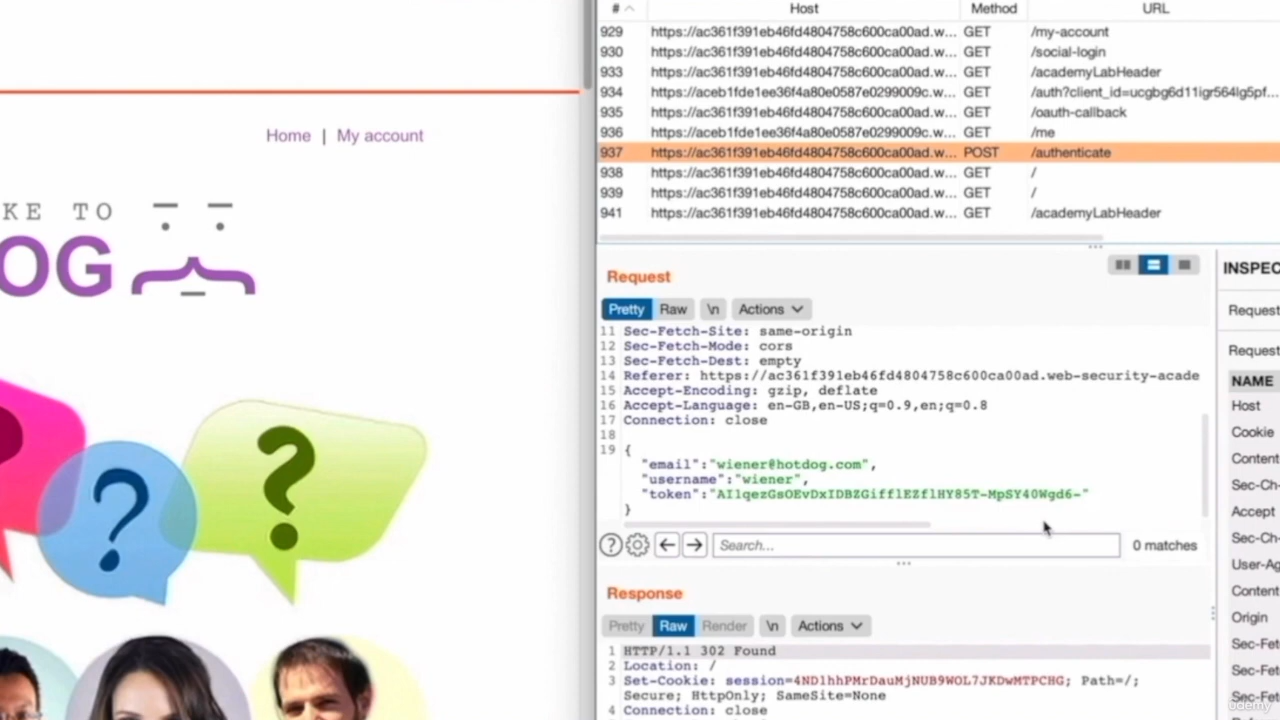 # Host Method URL
929 https://ac361f391eb46fd4804758c600ca00ad.w... GET /my-account
930 https://ac361f391eb46fd4804758c600ca00ad.w... GET /social-login
933 https://ac361f391eb46fd4804758c600ca00ad.w... GET /academyLabHeader
934 https://aceb1fde1ee36f4a80e0587e0299009c.w... GET /auth?client_id=ucgbg6d11igr564lg5pf...
935 https://ac361f391eb46fd4804758c600ca00ad.w... GET /oauth-callback
936 https://aceb1fde1ee36f4a80e0587e0299009c.w... GET /me
937 https://ac361f391eb46fd4804758c600ca00ad.w... POST /authenticate
938 https://ac361f391eb46fd4804758c600ca00ad.w... GET /
939 https://ac361f391eb46fd4804758c600ca00ad.w... GET /
941 https://ac361f391eb46fd4804758c600ca00ad.w... GET /academyLabHeader
Home | My account
KE TO
OG
Request
Pretty Raw \n Actions
11 Sec-Fetch-Site: same-origin
12 Sec-Fetch-Mode: cors
13 Sec-Fetch-Dest: empty
14 Referer: https://ac361f391eb46fd4804758c600ca00ad.web-security-acade
15 Accept-Encoding: gzip, deflate
16 Accept-Language: en-GB,en-US;q=0.9,en;q=0.8
17 Connection: close
18
19 {
"email":"wiener@hotdog.com",
"username":"wiener",
"token":"AI1qezGsOEvDxIDBZGiff1EZf1HY85T-MpSY40Wgd6-"
}
Search... 0 matches
Response
Pretty Raw Render \n Actions
1 HTTP/1.1 302 Found
2 Location: /
3 Set-Cookie: session=4ND1hhPMrDauMjNUB9WOL7JKDwMTPCHG; Path=/;
Secure; HttpOnly; SameSite=None
4 Connection: close
INSPEC
Request
Request
NAME
Host
Cookie
Content
Sec-Ch-
Accept
Sec-Ch-
User-Ag
Content
Origin
Sec-Fet
Sec-Fet
Sec-Fet
udemy